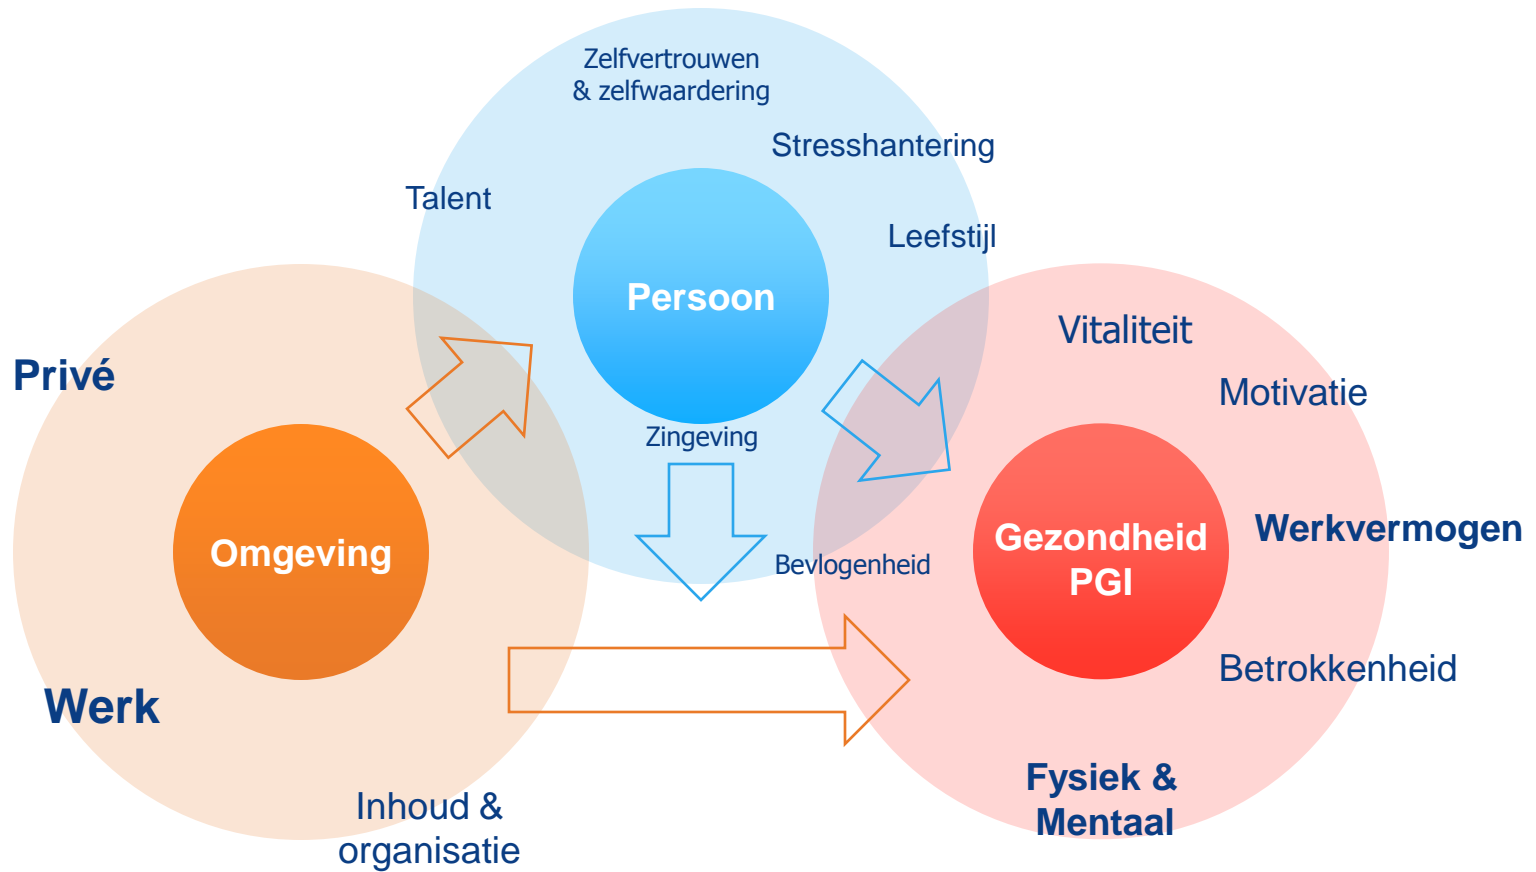 Zelfvertrouwen
& zelfwaardering
Stresshantering
Talent
Leefstijl
Persoon
Vitaliteit
Privé
Motivatie
Zingeving
Werkvermogen
Omgeving
Gezondheid
PGI
Bevlogenheid
Betrokkenheid
Werk
Fysiek &
Mentaal
Inhoud &
organisatie